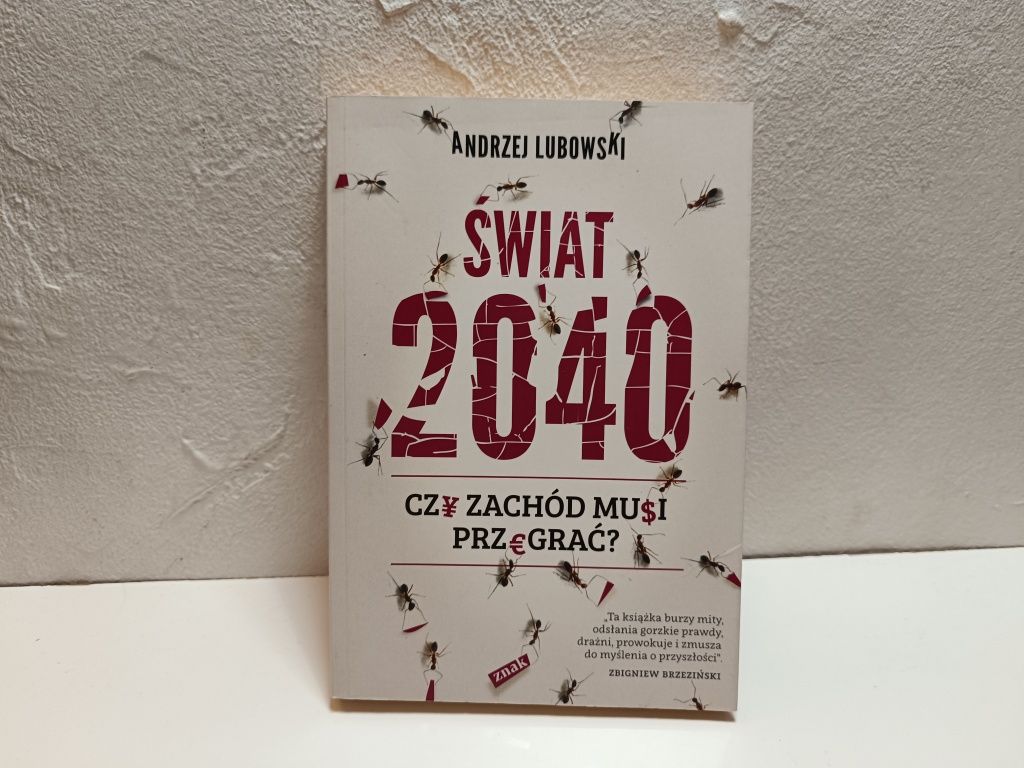 ANDRZEJ LUBOWSKI
ŚWIAT
2040
CZ¥ ZACHÓD MU$I
PRZ€GRAĆ?
„Ta książka burzy mity,
odsłania gorzkie prawdy,
drażni, prowokuje i zmusza
do myślenia o przyszłości”.
ZBIGNIEW BRZEZIŃSKI
znak